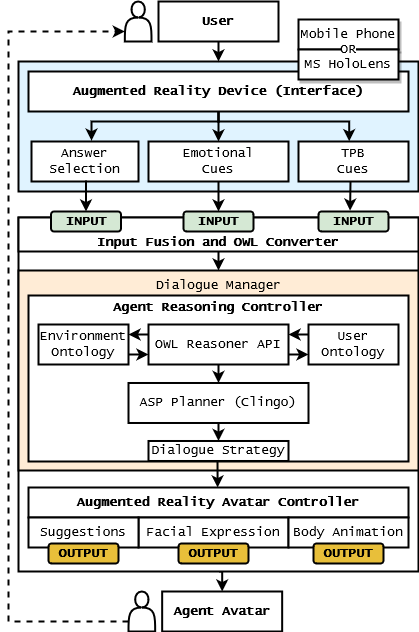 User
Mobile Phone
OR
MS HoloLens
Augmented Reality Device (Interface)
Answer
Selection
Emotional
Cues
TPB
Cues
INPUT
INPUT
INPUT
Input Fusion and OWL Converter
Dialogue Manager
Agent Reasoning Controller
Environment
Ontology
OWL Reasoner API
User
Ontology
ASP Planner (Clingo)
Dialogue Strategy
Augmented Reality Avatar Controller
Suggestions
Facial Expression
Body Animation
OUTPUT
OUTPUT
OUTPUT
Agent Avatar